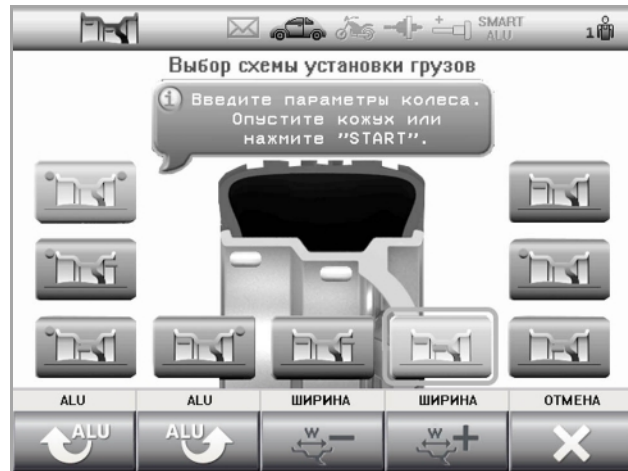 SMART
ALU
1
Выбор схемы установки грузов
i Введите параметры колеса.
Опустите кожух или
нажмите "START".
ALU ALU ШИРИНА ШИРИНА ОТМЕНА
ALU ALU W W